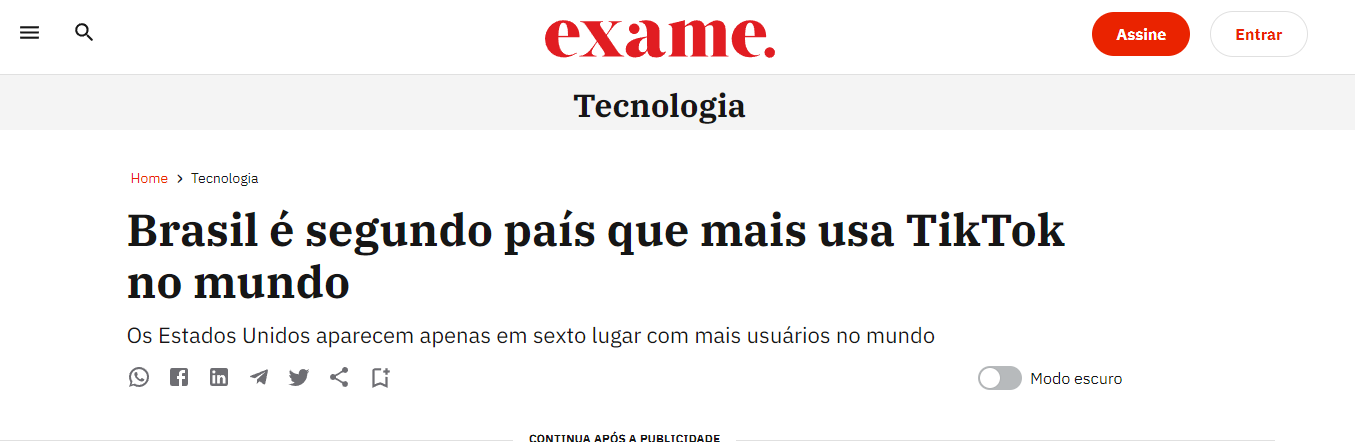 exame.
Assine
Entrar
Tecnologia
Home > Tecnologia
Brasil é segundo país que mais usa TikTok
no mundo
Os Estados Unidos aparecem apenas em sexto lugar com mais usuários no mundo
Modo escuro
CONTINUA APÓS A PUBLICIDADE